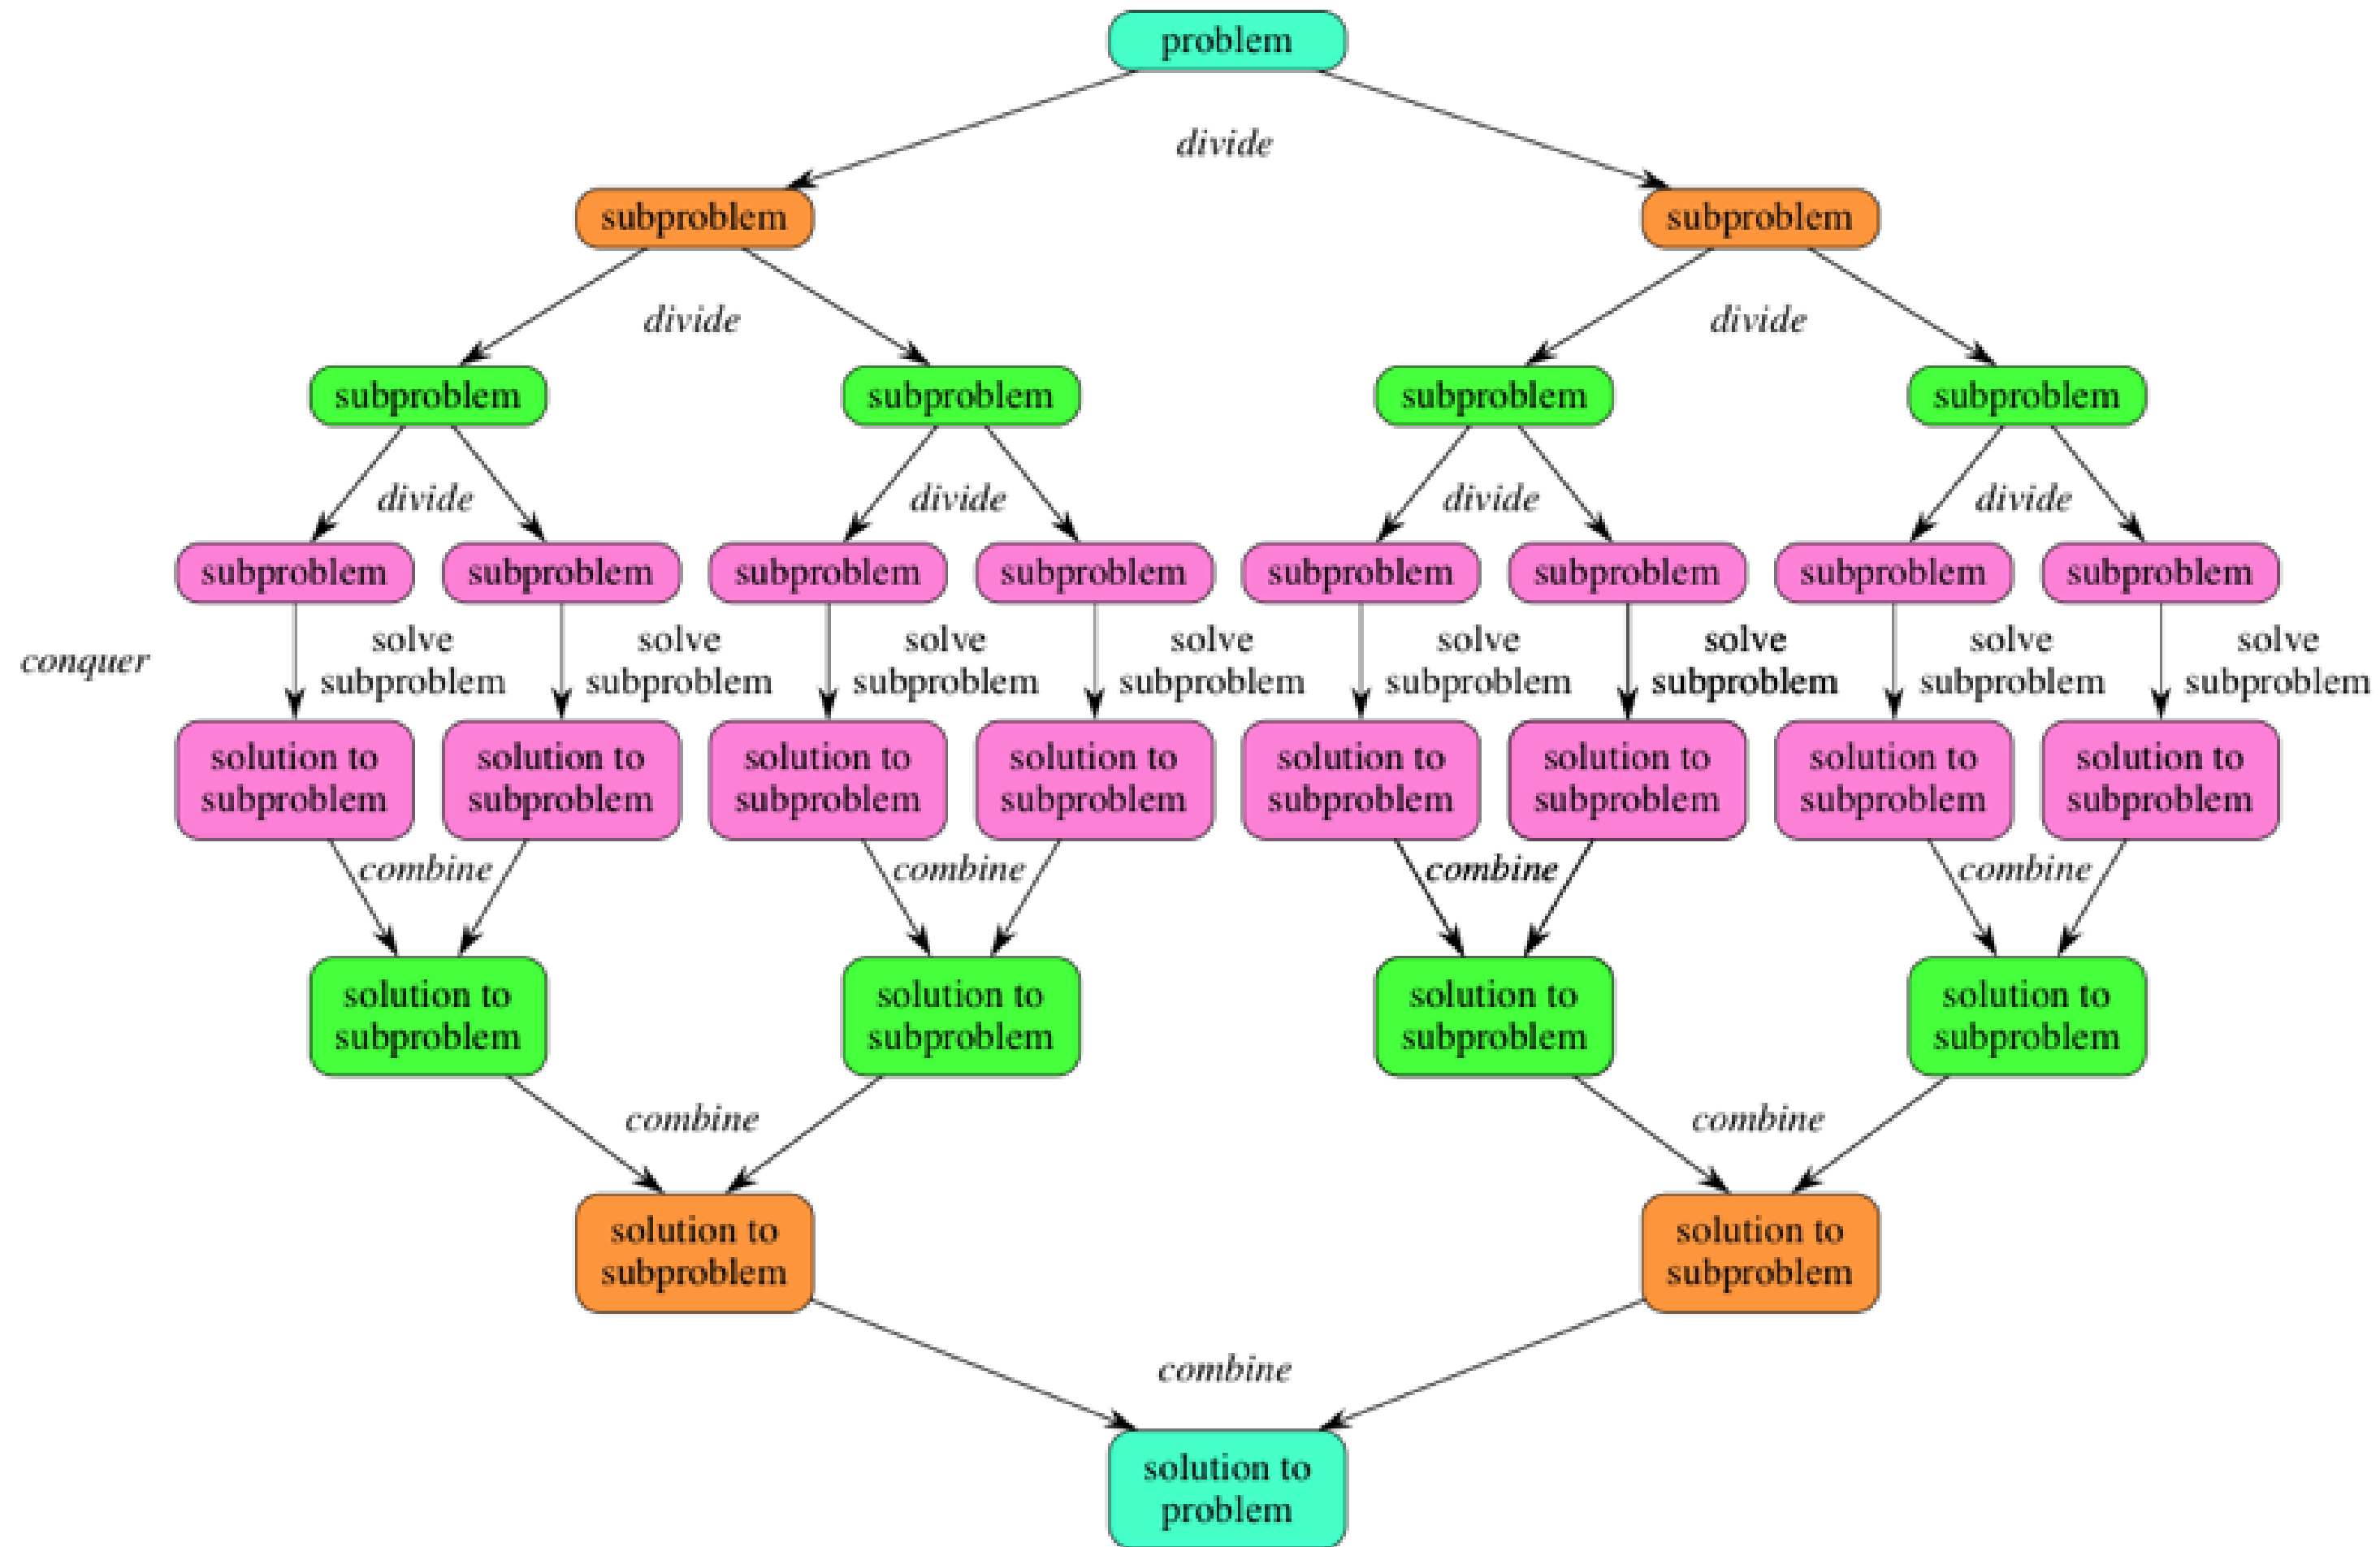 problem
divide
subproblem subproblem
divide divide
subproblem subproblem subproblem subproblem
divide divide divide divide
subproblem subproblem subproblem subproblem subproblem subproblem subproblem subproblem
conquer
solve solve solve solve solve solve solve solve
subproblem subproblem subproblem subproblem subproblem subproblem subproblem subproblem
solution to solution to solution to solution to solution to solution to solution to solution to
subproblem subproblem subproblem subproblem subproblem subproblem subproblem subproblem
combine combine combine combine
solution to solution to solution to solution to
subproblem subproblem subproblem subproblem
combine combine
solution to solution to
subproblem subproblem
combine
solution to
problem